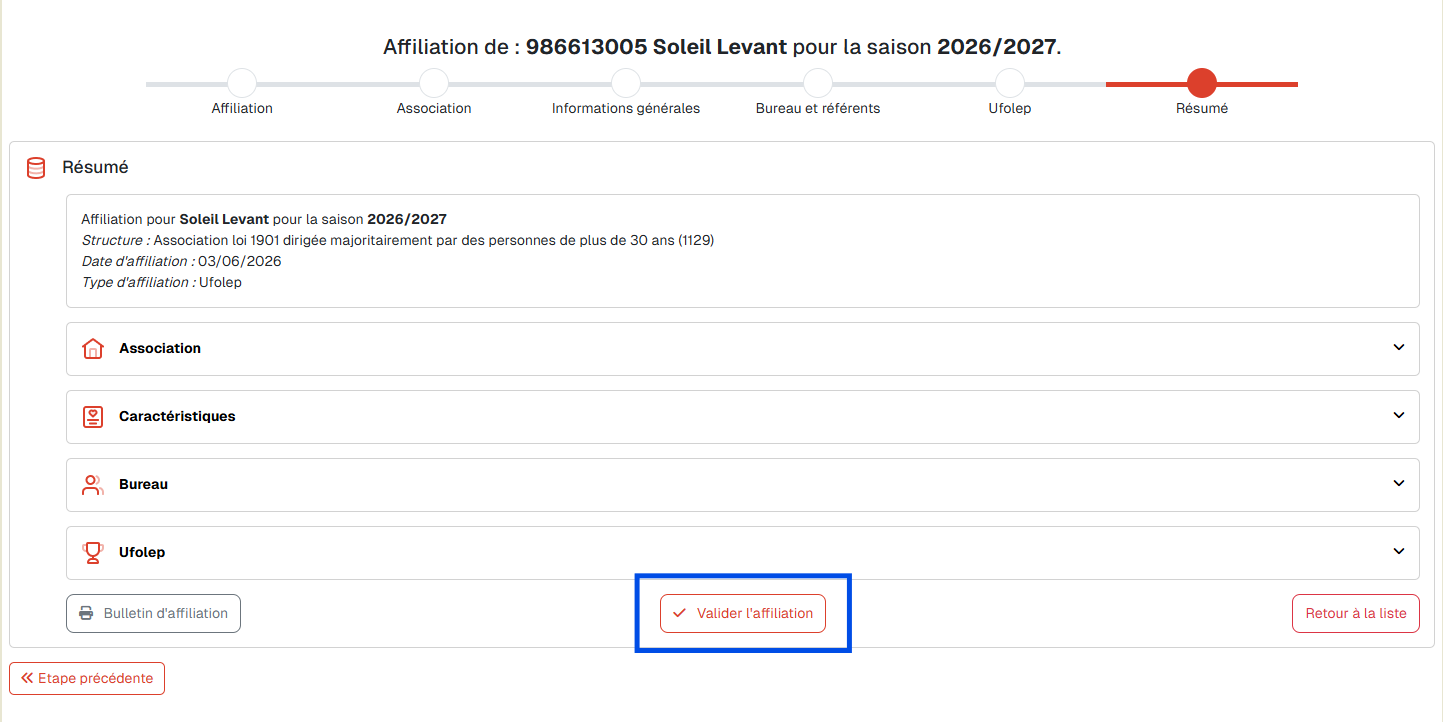 Affiliation de : 986613005 Soleil Levant pour la saison 2026/2027.
Affiliation
Association
Informations générales
Bureau et référents
Ufolep
Résumé
Résumé
Affiliation pour Soleil Levant pour la saison 2026/2027
Structure : Association loi 1901 dirigée majoritairement par des personnes de plus de 30 ans (1129)
Date d'affiliation : 03/06/2026
Type d'affiliation : Ufolep
Association
Caractéristiques
Bureau
Ufolep
Bulletin d'affiliation
Valider l'affiliation
Retour à la liste
Etape précédente